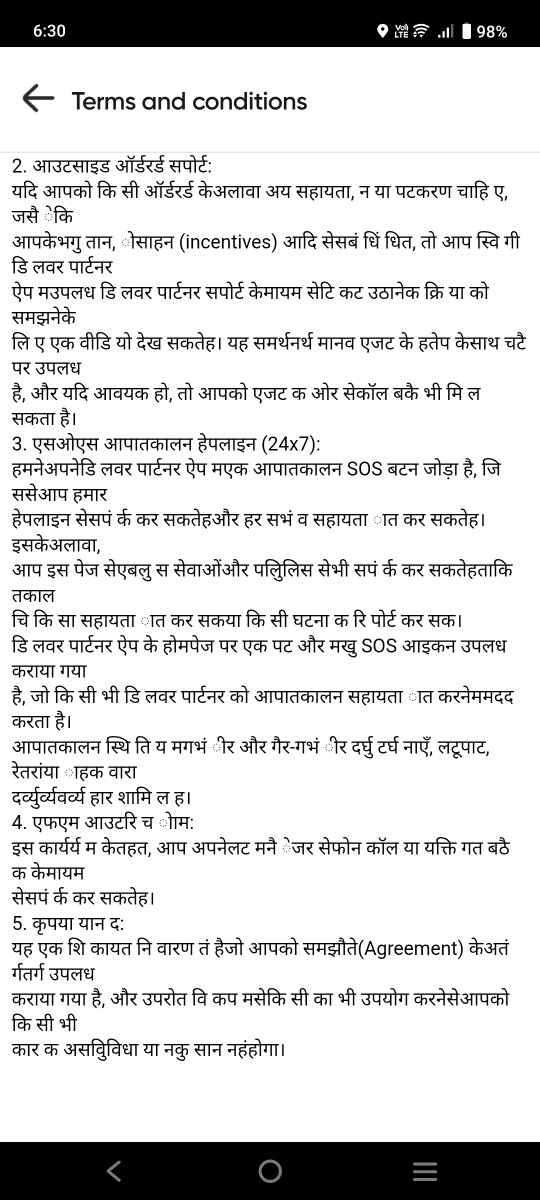 6:30
VoLTE 98%
Terms and conditions
2. आउटसाइड ऑर्डरर्ड सपोर्ट:
यदि आपको कि सी ऑर्डरर्ड केअलावा अय सहायता, न या पटकरण चाहि ए,
जसै ेकि
आपकेभगु तान, ोसाहन (incentives) आदि सेसबं धिं धित, तो आप स्वि गी
डि लवर पार्टनर
ऐप मउपलध डि लवर पार्टनर सपोर्ट केमायम सेटि कट उठानेक क्रि या को
समझनेके
लि ए एक वीडि यो देख सकतेह। यह समर्थनर्थ मानव एजट के हतेप केसाथ चटै
पर उपलध
है, और यदि आवयक हो, तो आपको एजट क ओर सेकॉल बकै भी मि ल
सकता है।
3. एसओएस आपातकालन हेपलाइन (24x7):
हमनेअपनेडि लवर पार्टनर ऐप मएक आपातकालन SOS बटन जोड़ा है, जि
ससेआप हमार
हेपलाइन सेसपं र्क कर सकतेहऔर हर सभं व सहायता ात कर सकतेह।
इसकेअलावा,
आप इस पेज सेएबलु स सेवाओंऔर पलिुलिस सेभी सपं र्क कर सकतेहताकि
तकाल
चि कि सा सहायता ात कर सकया कि सी घटना क रि पोर्ट कर सक।
डि लवर पार्टनर ऐप के होमपेज पर एक पट और मखु SOS आइकन उपलध
कराया गया
है, जो कि सी भी डि लवर पार्टनर को आपातकालन सहायता ात करनेममदद
करता है।
आपातकालन स्थि ति य मगभं ीर और गैर-गभं ीर दर्घु टर्घ नाएँ, लटूपाट,
रेतरांया ाहक वारा
दर्व्युर्व्यवर्व्य हार शामि ल ह।
4. एफएम आउटरि च ोाम:
इस कार्यर्य म केतहत, आप अपनेलट मनै ेजर सेफोन कॉल या यक्ति गत बठै
क केमायम
सेसपं र्क कर सकतेह।
5. कृपया यान द:
यह एक शि कायत नि वारण तं हैजो आपको समझौते(Agreement) केअतं
र्गतर्ग उपलध
कराया गया है, और उपरोत वि कप मसेकि सी का भी उपयोग करनेसेआपको
कि सी भी
कार क असविुविधा या नकु सान नहंहोगा।